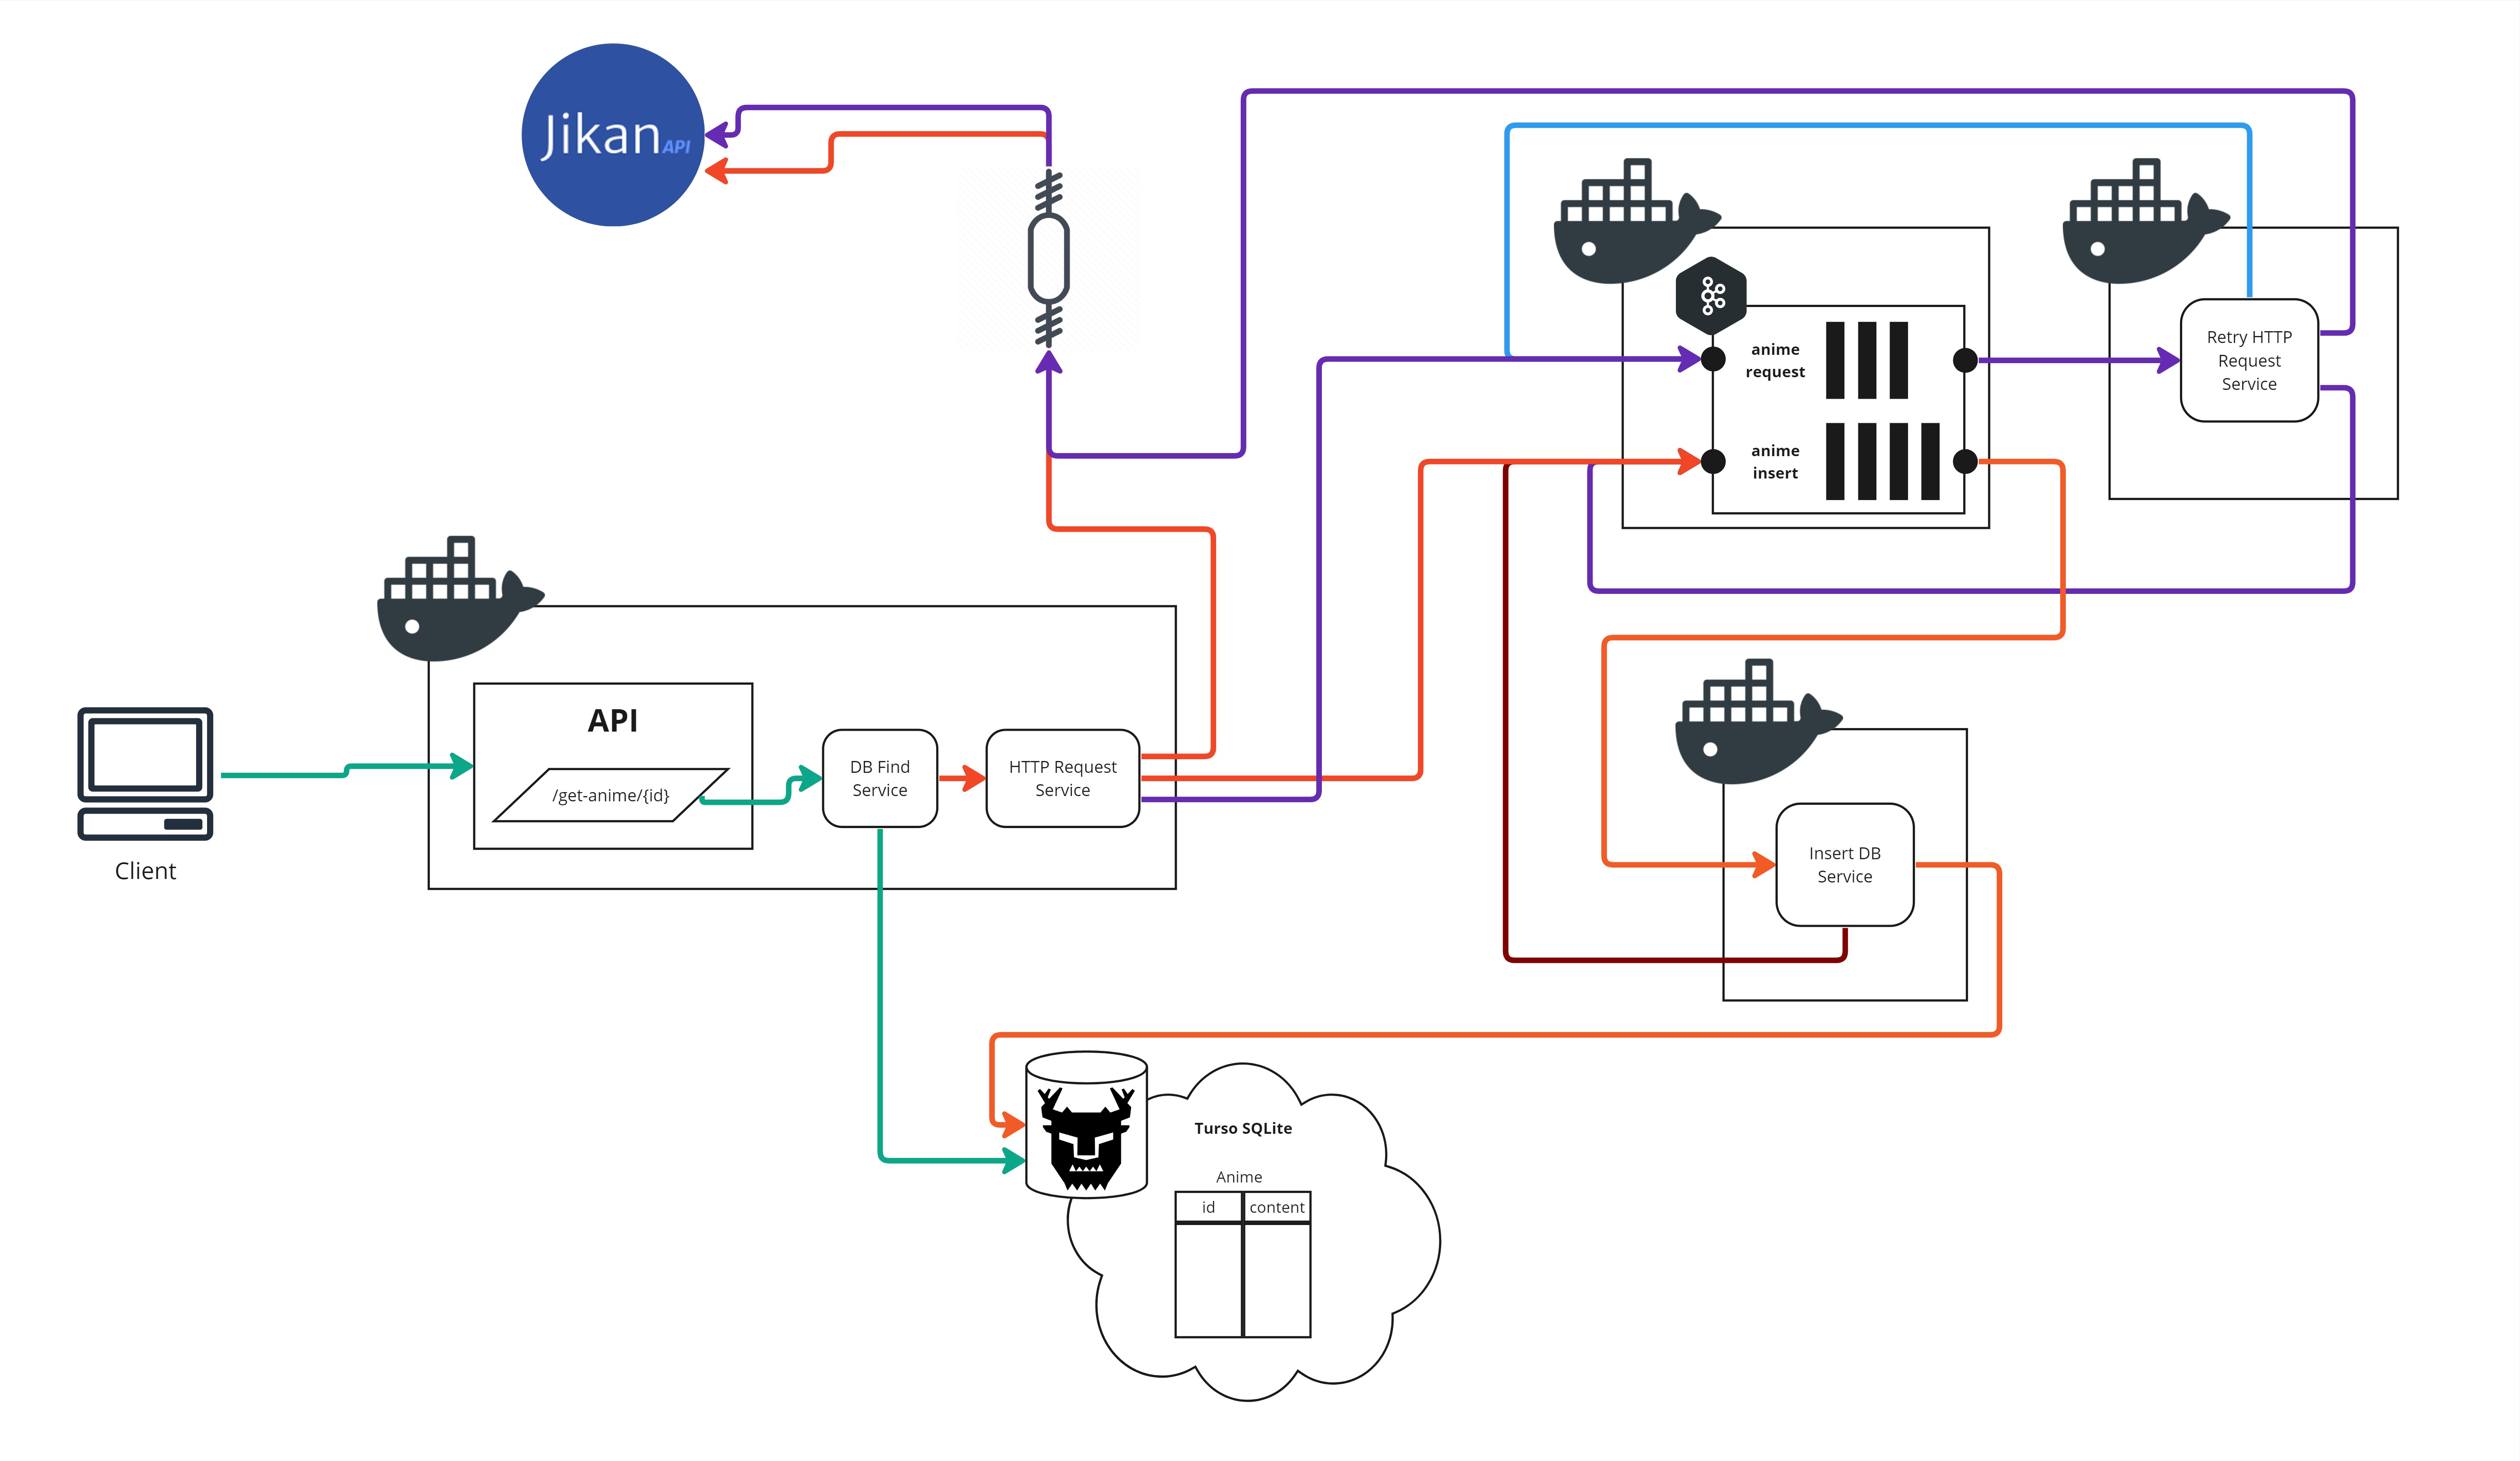 Jikan API
Retry HTTP
Request
Service
anime
request
anime
insert
API
/get-anime/{id}
DB Find
Service
HTTP Request
Service
Client
Insert DB
Service
Turso SQLite
Anime
id content